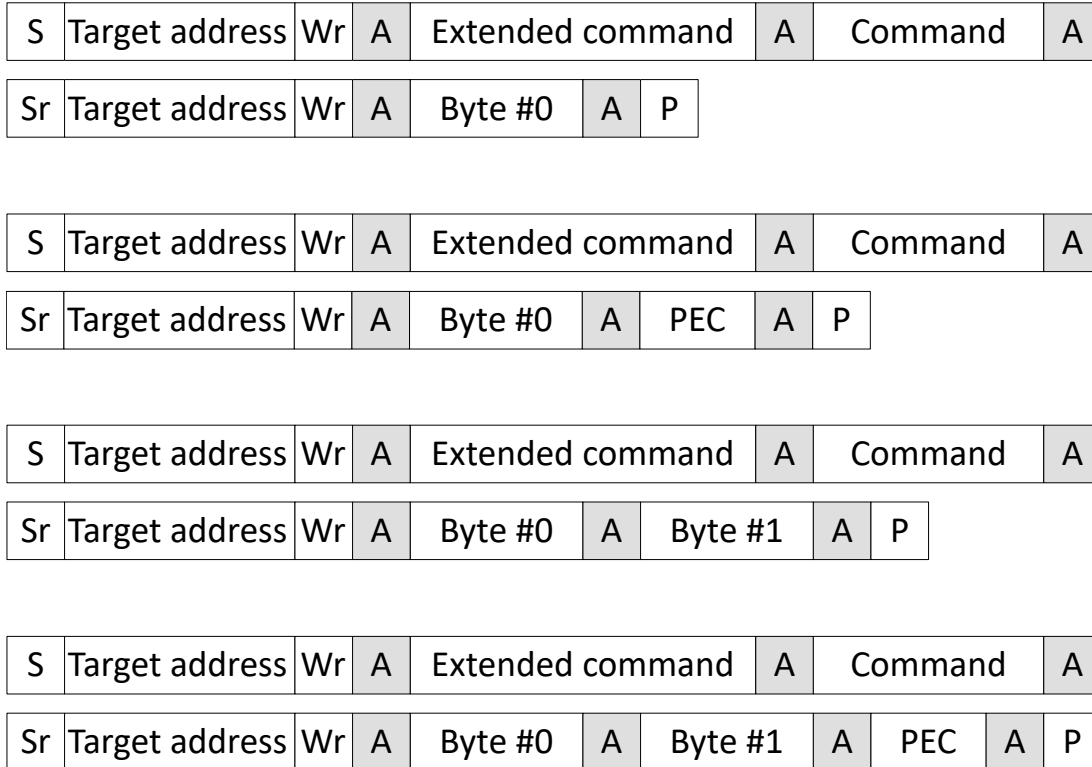 S Target address Wr A Extended command A Command A
Sr Target address Wr A Byte #0 A P
S Target address Wr A Extended command A Command A
Sr Target address Wr A Byte #0 A PEC A P
S Target address Wr A Extended command A Command A
Sr Target address Wr A Byte #0 A Byte #1 A P
S Target address Wr A Extended command A Command A
Sr Target address Wr A Byte #0 A Byte #1 A PEC A P